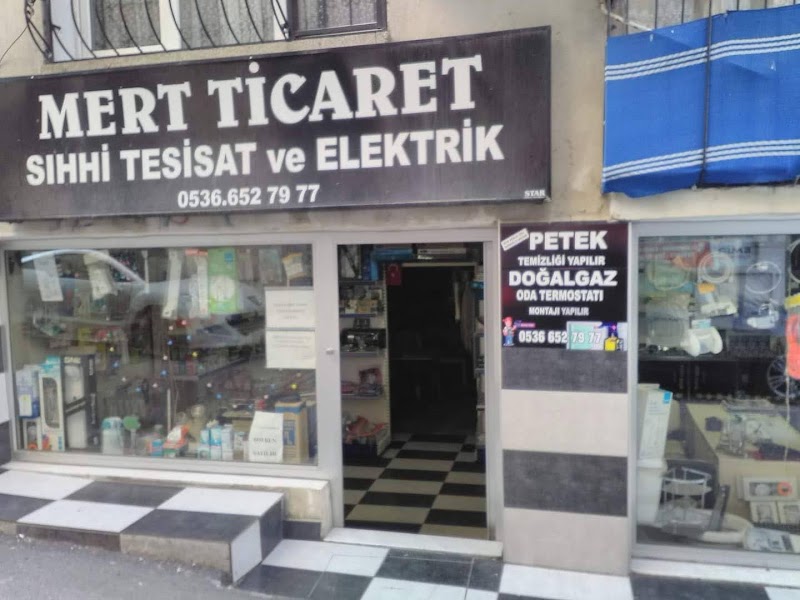 MERT TİCARET
SIHHİ TESİSAT ve ELEKTRİK
0536.652 79 77
STAR
PETEK
TEMİZLİĞİ YAPILIR
DOĞALGAZ
ODA TERMOSTATI
MONTAJI YAPILIR
0536 652 79 77